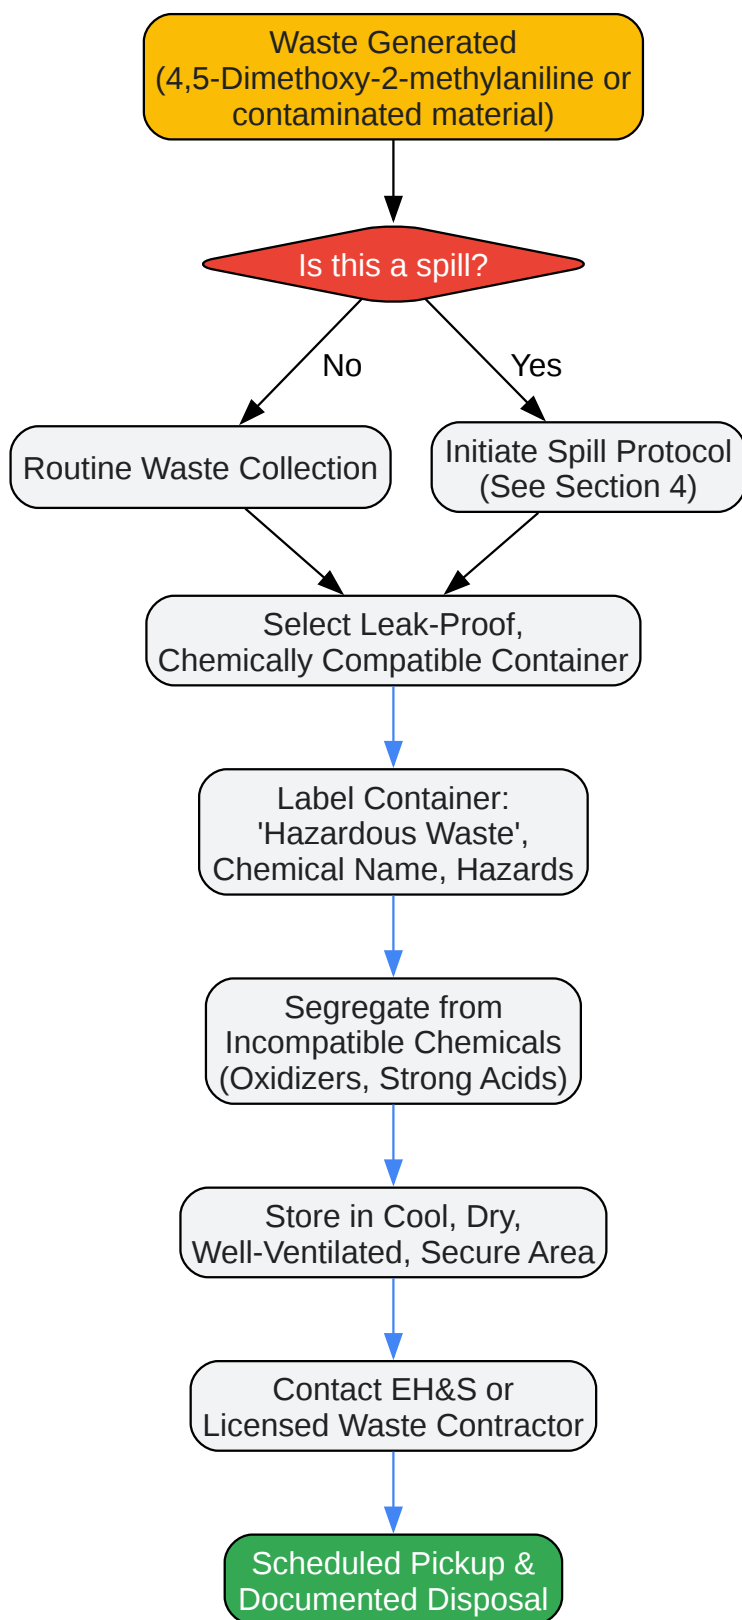 Waste Generated
(4,5-Dimethoxy-2-methylaniline or
contaminated material)
Is this a spill?
No
Yes
Routine Waste Collection
Initiate Spill Protocol
(See Section 4)
Select Leak-Proof,
Chemically Compatible Container
Label Container:
'Hazardous Waste',
Chemical Name, Hazards
Segregate from
Incompatible Chemicals
(Oxidizers, Strong Acids)
Store in Cool, Dry,
Well-Ventilated, Secure Area
Contact EH&S or
Licensed Waste Contractor
Scheduled Pickup &
Documented Disposal